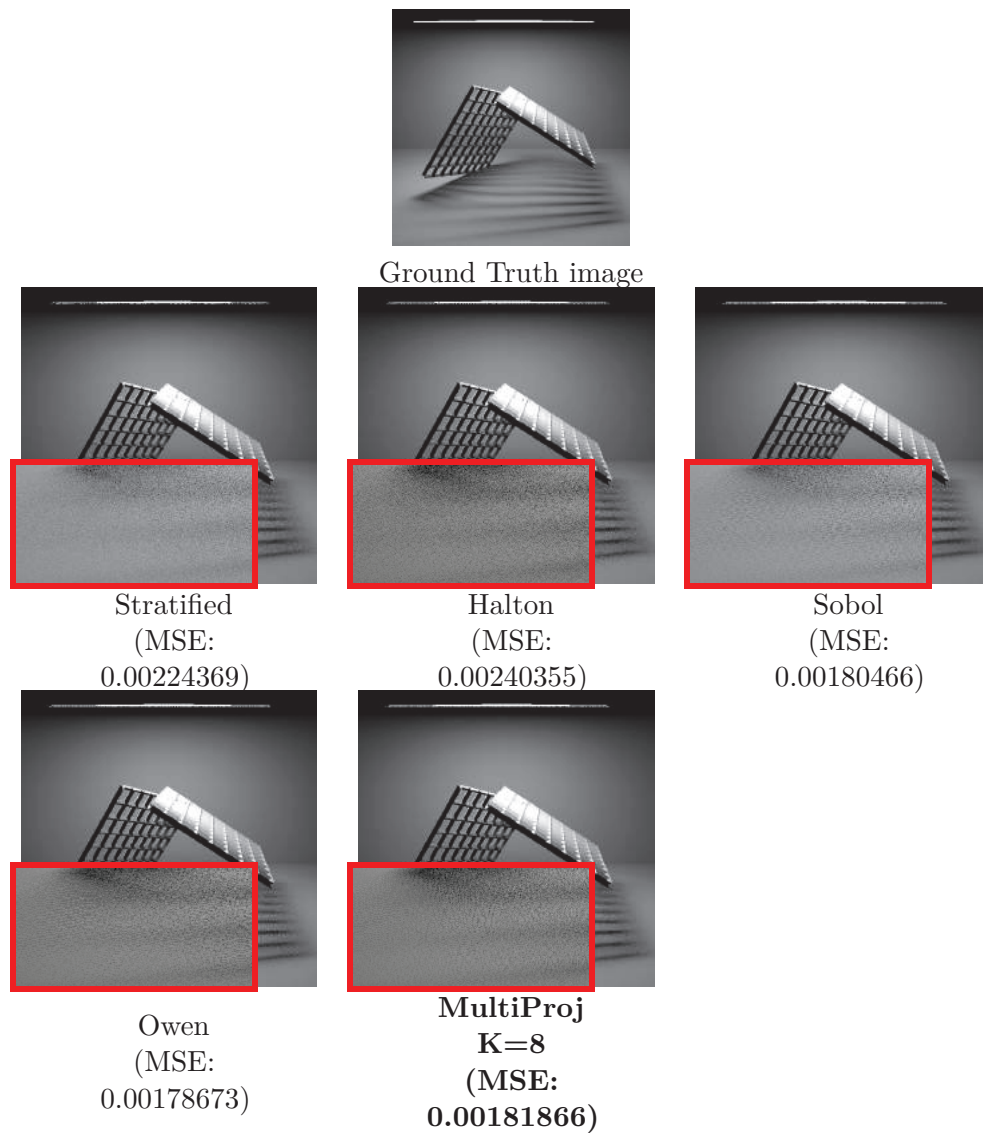 Ground Truth image
Stratified
(MSE:
0.00224369)
Halton
(MSE:
0.00240355)
Sobol
(MSE:
0.00180466)
Owen
(MSE:
0.00178673)
MultiProj
K=8
(MSE:
0.00181866)